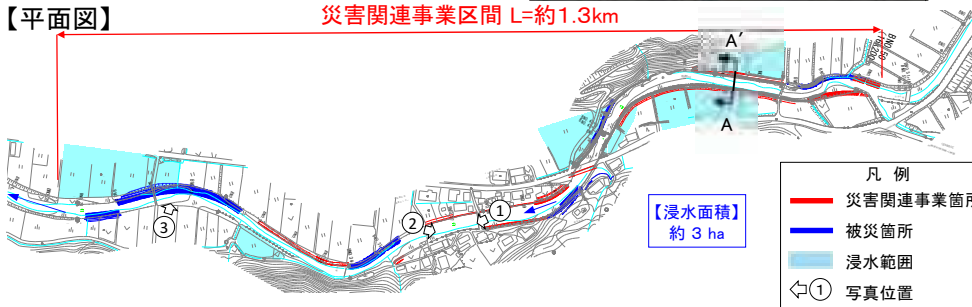 【平面図】
災害関連事業区間 L=約1.3km
A′
A
BNO.50
②
①
③
【浸水面積】
約 3 ha
凡 例
災害関連事業箇所
被災箇所
浸水範囲
① 写真位置